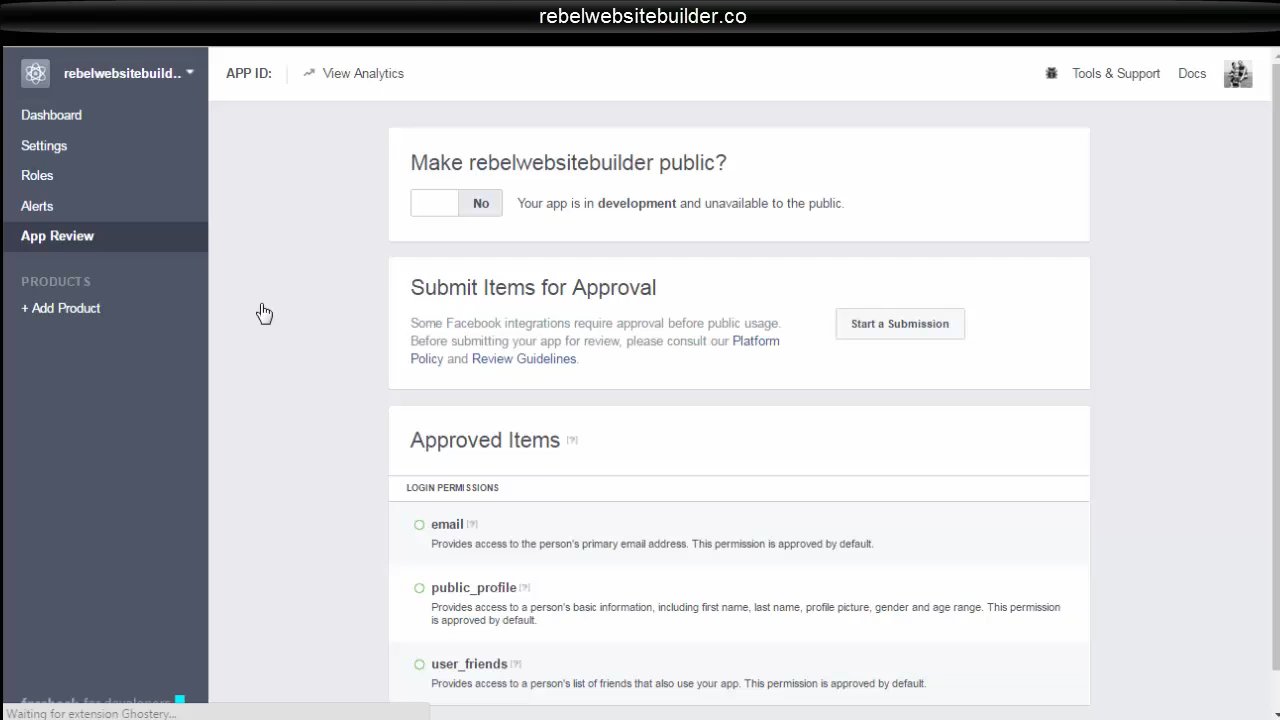 rebelwebsitebuilder.co
rebelwebsitebuild..
APP ID:
View Analytics
Tools & Support
Docs
Dashboard
Settings
Roles
Alerts
App Review
PRODUCTS
+ Add Product
Make rebelwebsitebuilder public?
No
Your app is in development and unavailable to the public.
Submit Items for Approval
Some Facebook integrations require approval before public usage.
Before submitting your app for review, please consult our Platform
Policy and Review Guidelines.
Start a Submission
Approved Items [?]
LOGIN PERMISSIONS
email [?]
Provides access to the person's primary email address. This permission is approved by default.
public_profile [?]
Provides access to a person's basic information, including first name, last name, profile picture, gender and age range. This permission
is approved by default.
user_friends [?]
Provides access to a person's list of friends that also use your app. This permission is approved by default.
facebook for developers
Waiting for extension Ghostery...